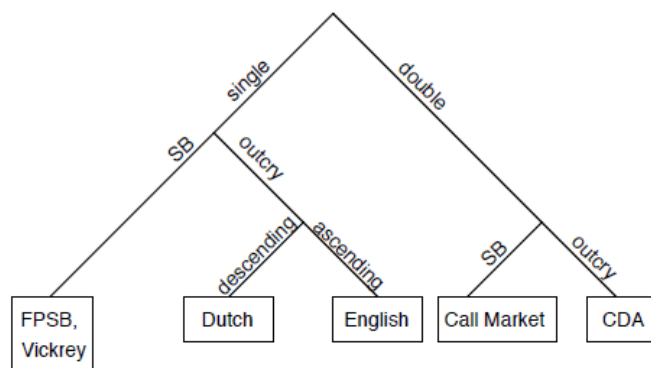 single
double
SB
outcry
descending
ascending
SB
outcry
FPSB,
Vickrey
Dutch
English
Call Market
CDA